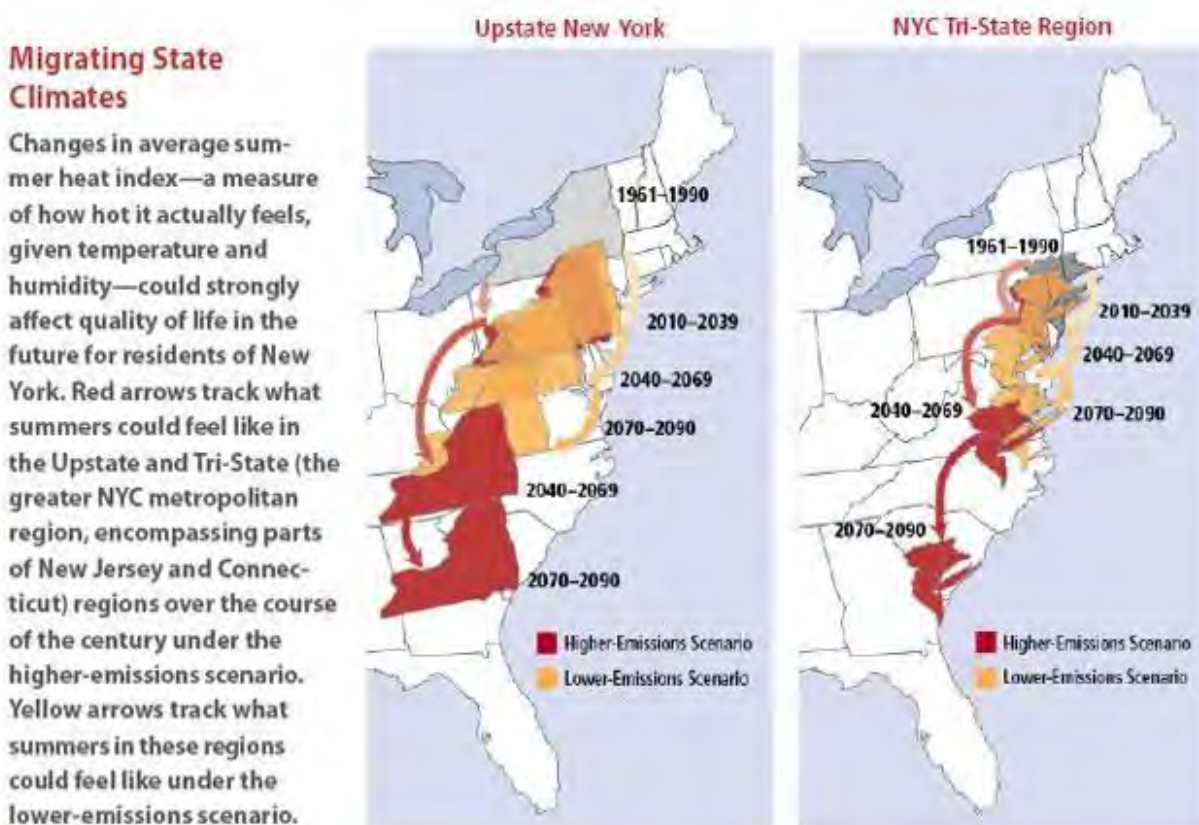 Migrating State
Climates
Changes in average sum-
mer heat index—a measure
of how hot it actually feels,
given temperature and
humidity—could strongly
affect quality of life in the
future for residents of New
York. Red arrows track what
summers could feel like in
the Upstate and Tri-State (the
greater NYC metropolitan
region, encompassing parts
of New Jersey and Connec-
ticut) regions over the course
of the century under the
higher-emissions scenario.
Yellow arrows track what
summers in these regions
could feel like under the
lower-emissions scenario.
Upstate New York
1961–1990
2010–2039
2040–2069
2070–2090
2040–2069
2070–2090
Higher-Emissions Scenario
Lower-Emissions Scenario
NYC Tri-State Region
1961–1990
2010–2039
2040–2069
2040–2069
2070–2090
2070–2090
Higher-Emissions Scenario
Lower-Emissions Scenario